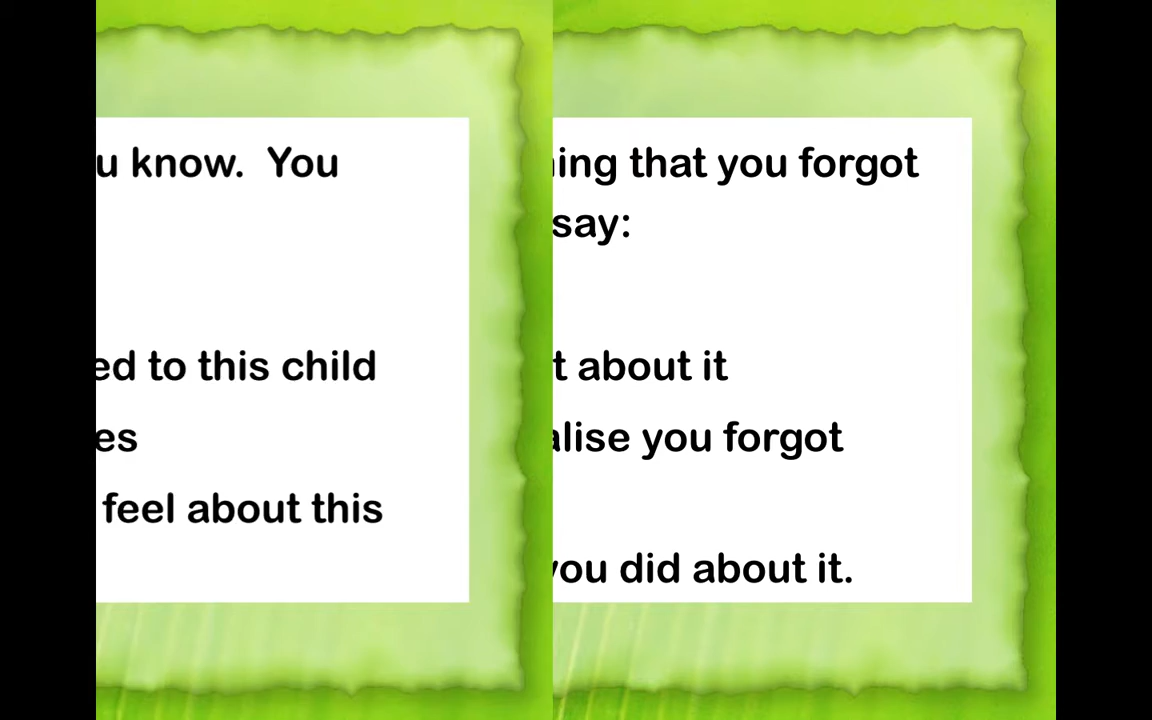 u know. You
ed to this child
es
feel about this
ing that you forgot
say:
t about it
alise you forgot
you did about it.